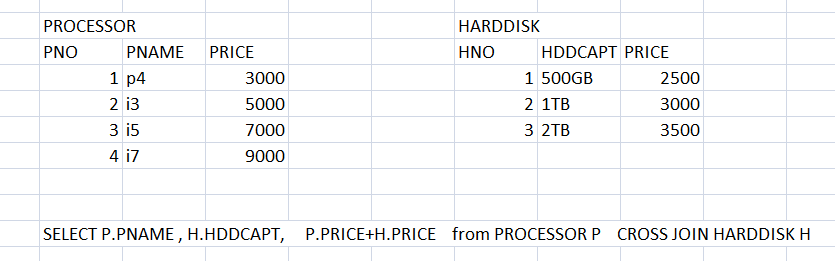 PROCESSOR HARDDISK
PNO PNAME PRICE HNO HDDCAPT PRICE
1 p4 3000 1 500GB 2500
2 i3 5000 2 1TB 3000
3 i5 7000 3 2TB 3500
4 i7 9000
SELECT P.PNAME , H.HDDCAPT, P.PRICE+H.PRICE from PROCESSOR P CROSS JOIN HARDDISK H